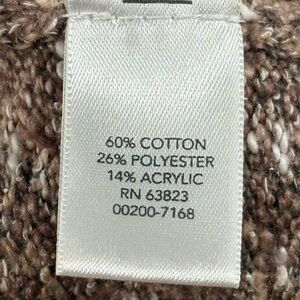 60% COTTON
26% POLYESTER
14% ACRYLIC
RN 63823
00200-7168